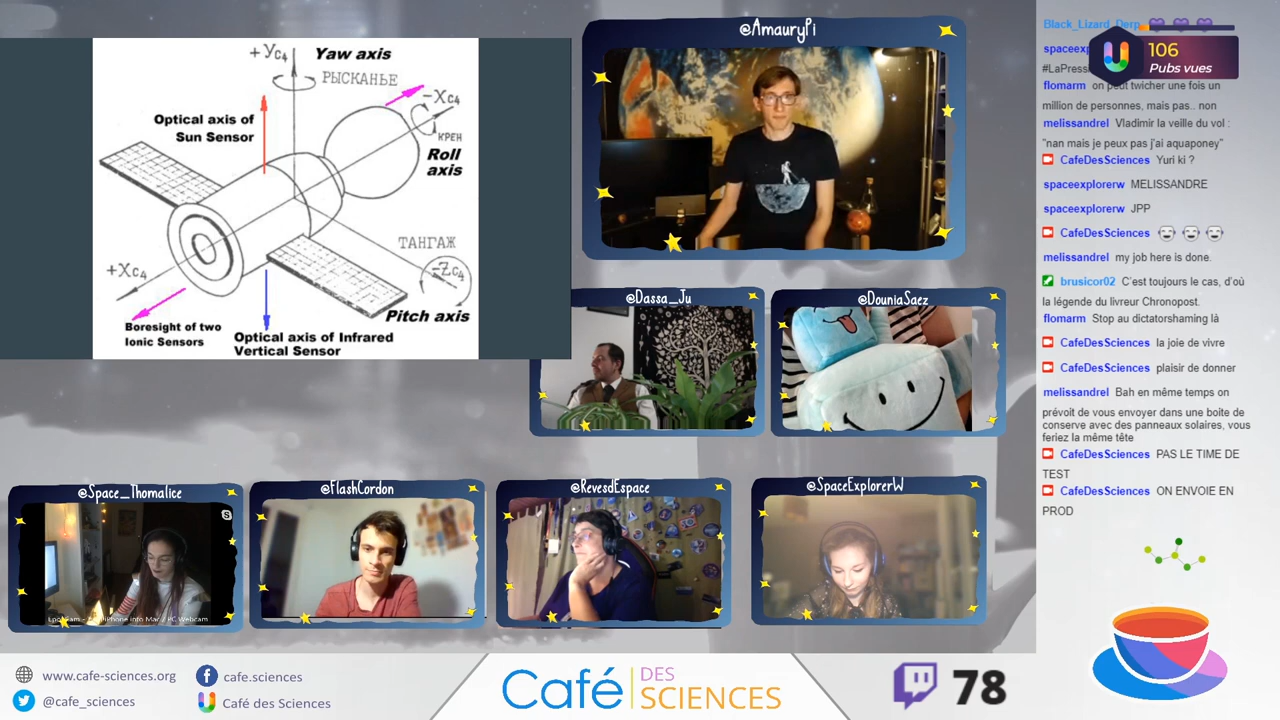 +Yc4
Yaw axis
РЫСКАНЬЕ
-Xc4
КРЕН
Roll
axis
Optical axis of
Sun Sensor
ТАНГАЖ
-Zc4
+Xc4
Pitch axis
Boresight of two
Ionic Sensors
Optical axis of Infrared
Vertical Sensor
@AmauryPi
@Dassa_Ju
@DouniaSaez
@Space_Thomalice
@FlashCordon
@RevesdEspace
@SpaceExplorerW
Black_Lizard_Derp
106
Pubs vues
spaceexp
#LaPress
flomarm on peut twicher une fois un
million de personnes, mais pas.. non
melissandrel Vladimir la veille du vol :
"nan mais je peux pas j'ai aquaponey"
CafeDesSciences Yuri ki ?
spaceexplorerw MELISSANDRE
spaceexplorerw JPP
CafeDesSciences
melissandrel my job here is done.
brusicor02 C'est toujours le cas, d'où
la légende du livreur Chronopost.
flomarm Stop au dictatorshaming là
CafeDesSciences la joie de vivre
CafeDesSciences plaisir de donner
melissandrel Bah en même temps on
prévoit de vous envoyer dans une boite de
conserve avec des panneaux solaires, vous
feriez la même tête
CafeDesSciences PAS LE TIME DE
TEST
CafeDesSciences ON ENVOIE EN
PROD
www.cafe-sciences.org
cafe.sciences
@cafe_sciences
Café des Sciences
Café DES
SCIENCES
78